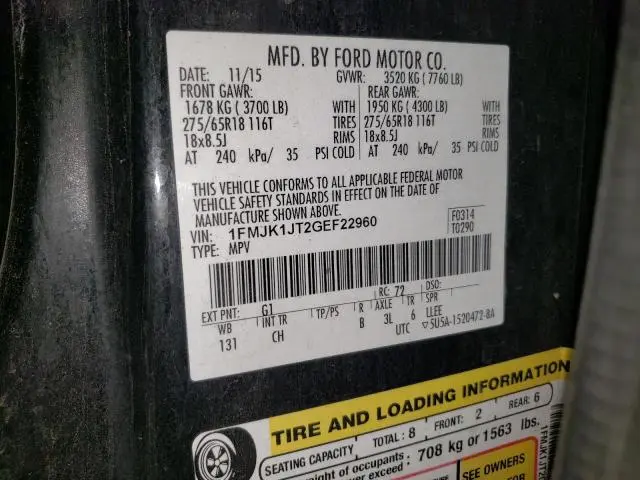 MFD. BY FORD MOTOR CO.
DATE: 11/15 GVWR: 3520 KG ( 7760 LB)
FRONT GAWR: REAR GAWR:
1678 KG ( 3700 LB) WITH 1950 KG ( 4300 LB) WITH
275/65R18 116T TIRES 275/65R18 116T TIRES
18x8.5J RIMS 18x8.5J RIMS
AT 240 kPa/ 35 PSI COLD AT 240 kPa/ 35 PSI COLD
THIS VEHICLE CONFORMS TO ALL APPLICABLE FEDERAL MOTOR
VEHICLE SAFETY STANDARDS IN EFFECT ON THE DATE OF
MANUFACTURE SHOWN ABOVE.
VIN: 1FMJK1JT2GEF22960 F0314
TYPE: MPV T0290
EXT PNT: G1 RC: 72 DSO:
WB INT TR TP/PS R AXLE TR SPR
131 CH B 3L 6 LLEE
UTC ▽5U5A-1520472-BA
TIRE AND LOADING INFORMATION
SEATING CAPACITY TOTAL: 8 FRONT: 2 REAR: 6
ght of occupants
er exceed : 708 kg or 1563 lbs.
SEE OWNERS